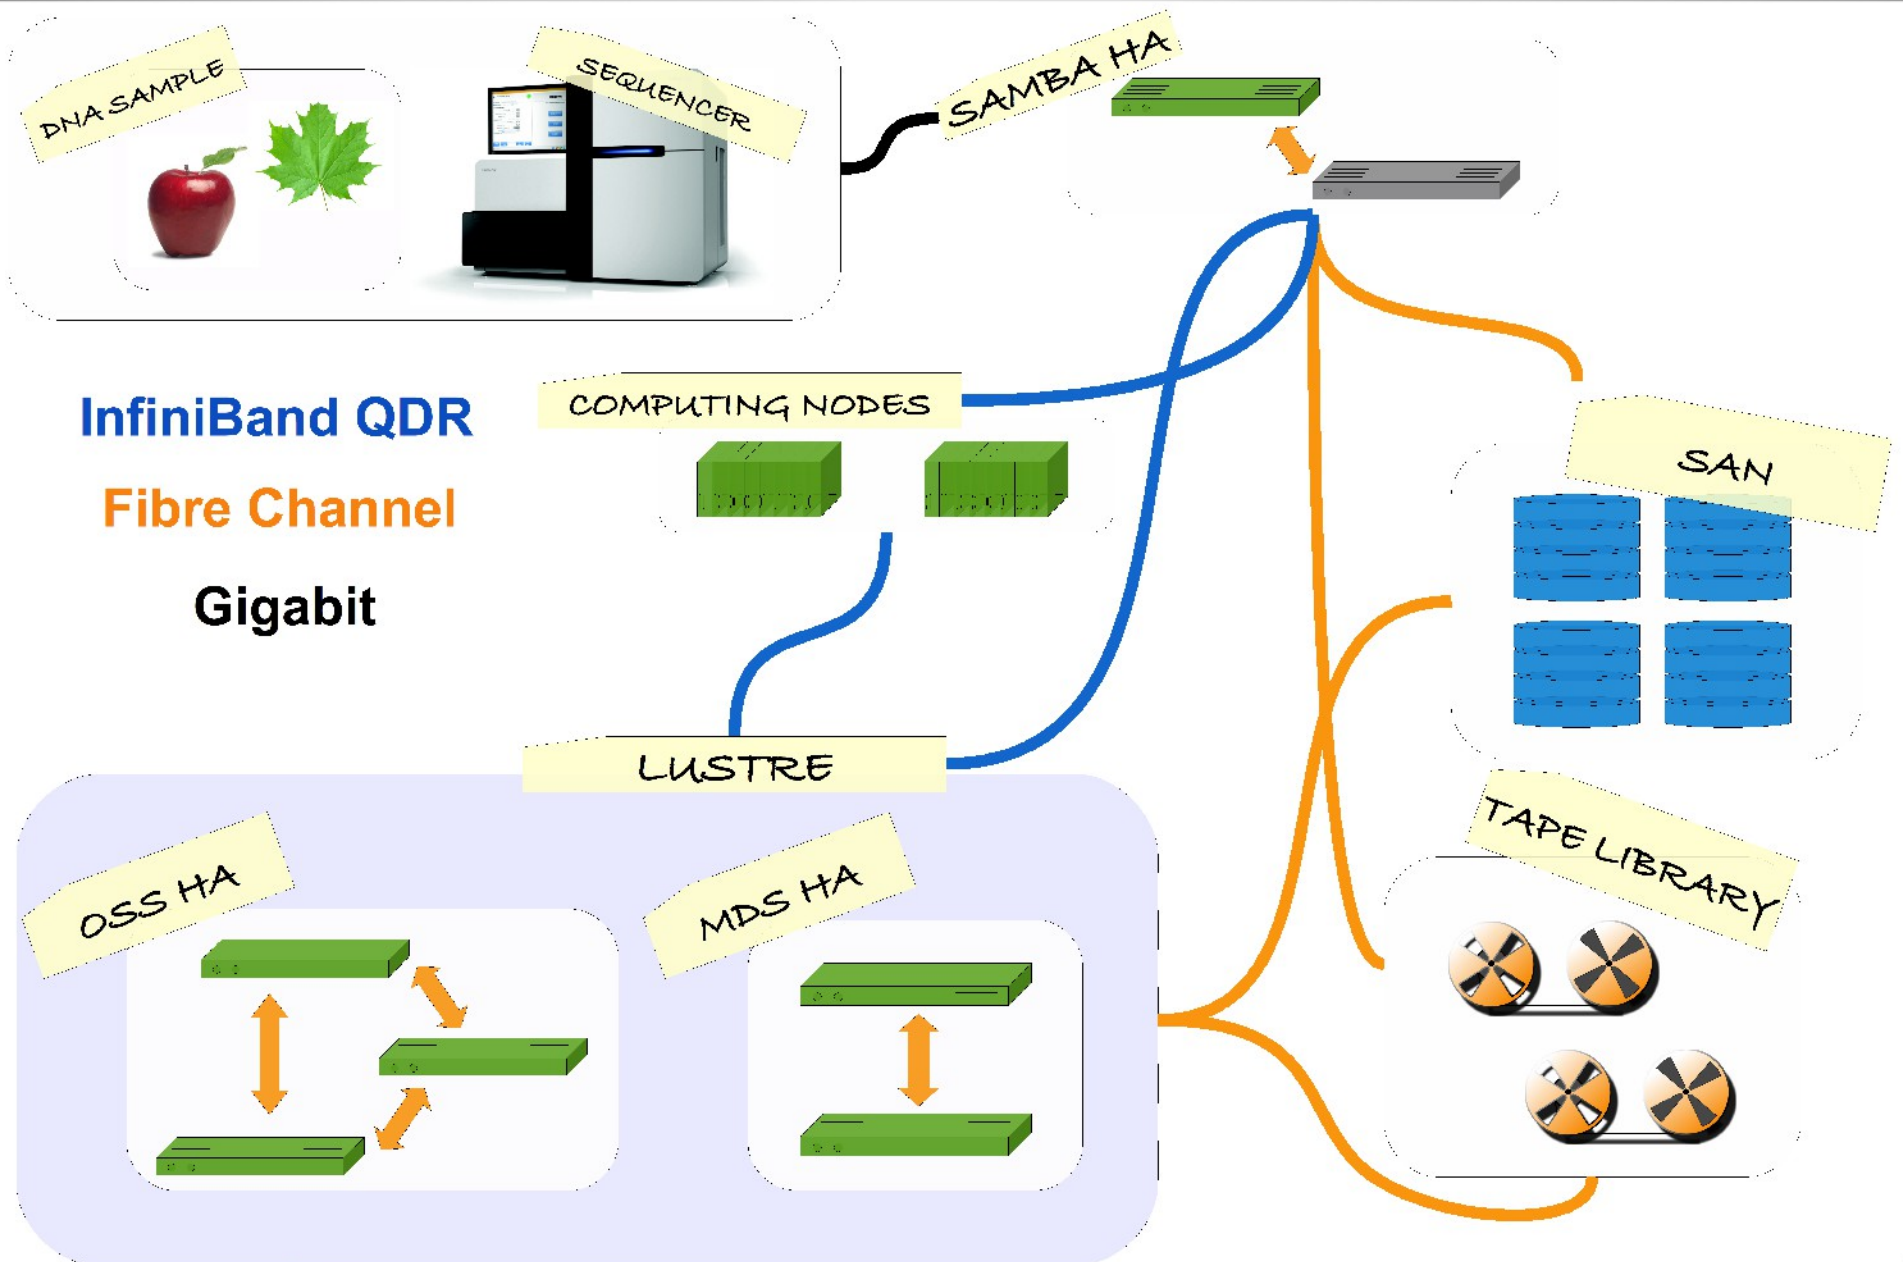 DNA SAMPLE
SEQUENCER
SAMBA HA
COMPUTING NODES
InfiniBand QDR
Fibre Channel
Gigabit
SAN
LUSTRE
TAPE LIBRARY
OSS HA
MDS HA